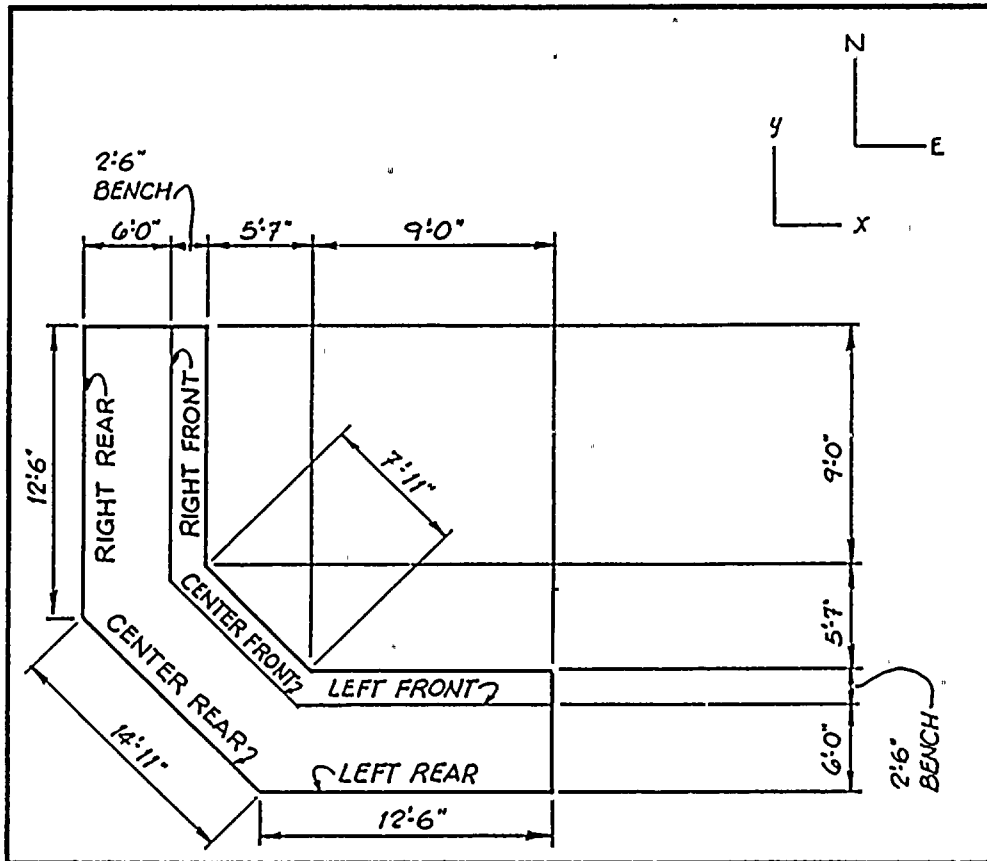 N
E
y
x
2'-6"
BENCH
6'-0"
5'-7"
9'-0"
12'-6"
RIGHT REAR
RIGHT FRONT
7'-11"
9'-0"
CENTER FRONT
5'-7"
CENTER REAR
LEFT FRONT
14'-11"
LEFT REAR
6'-0"
2'-6"
BENCH
12'-6"